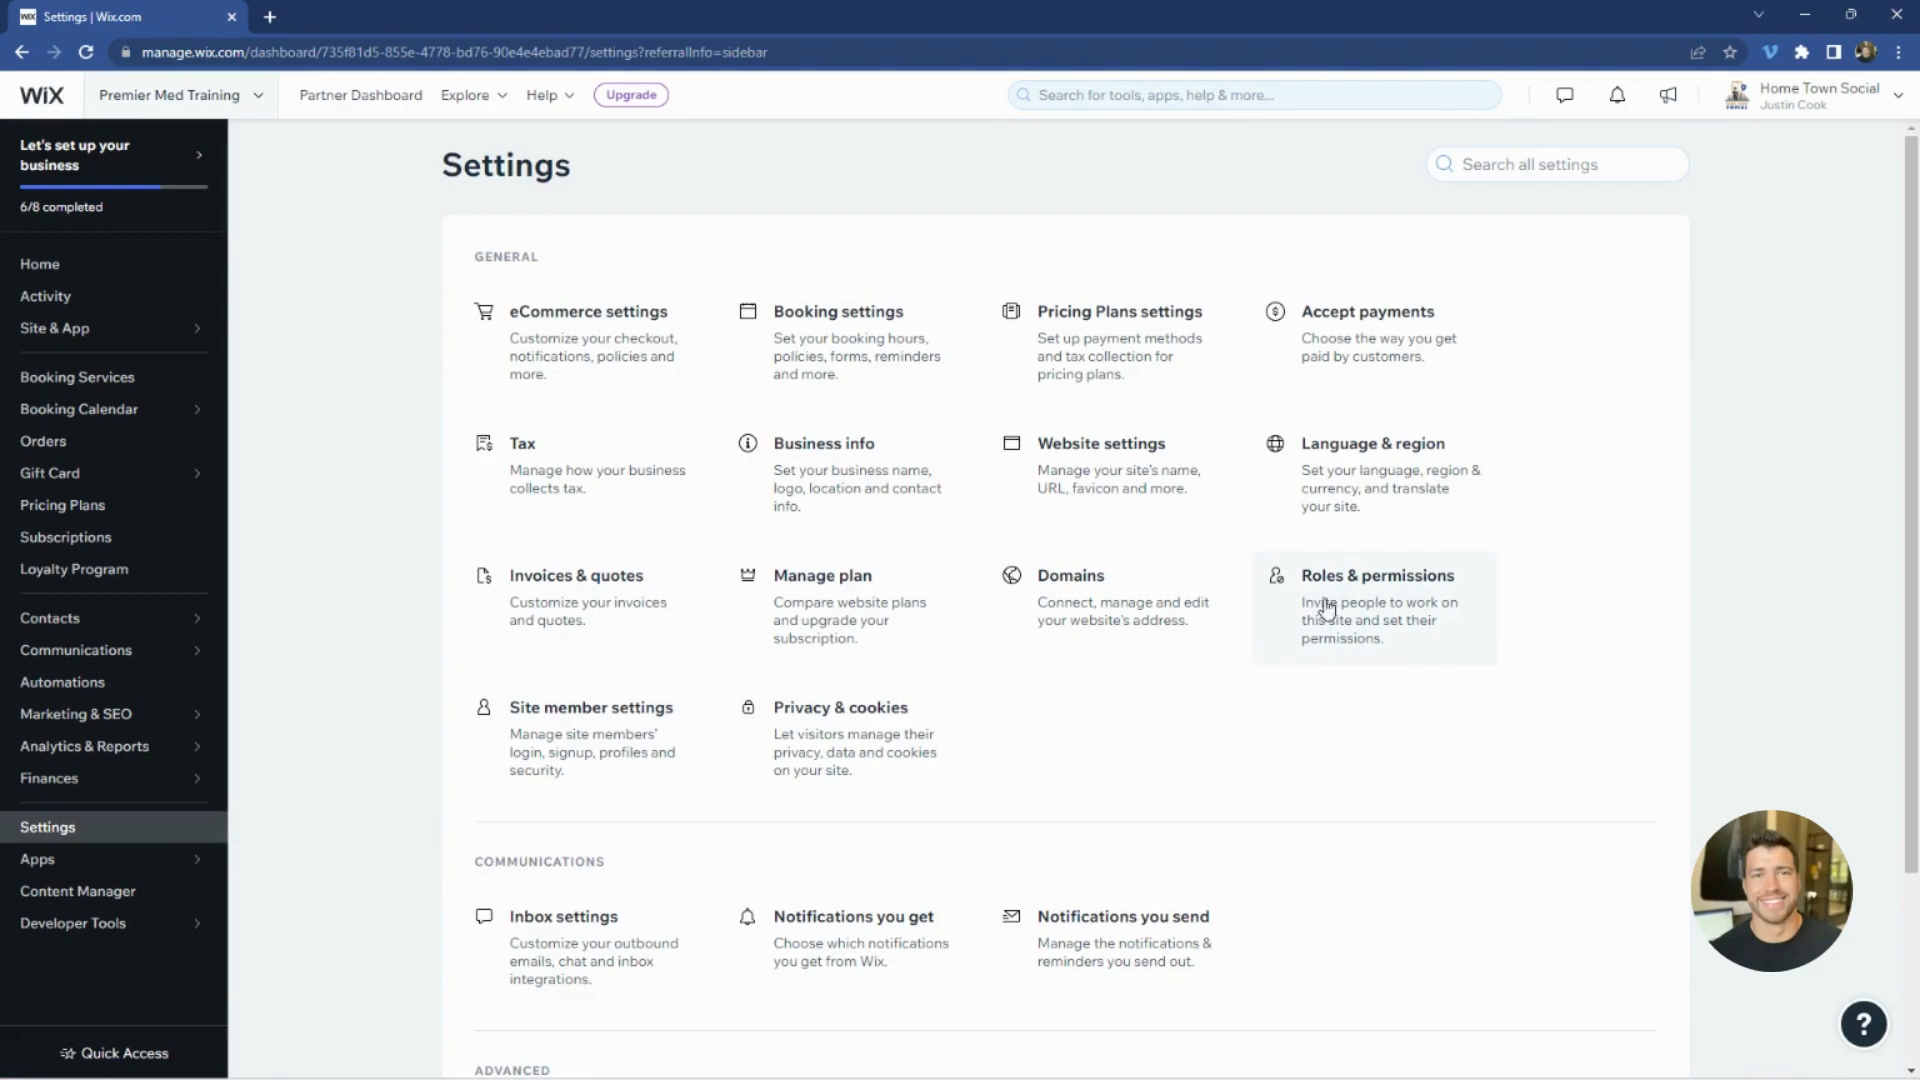 Settings | Wix.com
manage.wix.com/dashboard/735f81d5-855e-4778-bd76-90e4e4ebad77/settings?referralInfo=sidebar
WiX
Premier Med Training
Partner Dashboard
Explore
Help
Upgrade
Search for tools, apps, help & more...
Home Town Social
Justin Cook
Let's set up your
business
6/8 completed
Home
Activity
Site & App
Booking Services
Booking Calendar
Orders
Gift Card
Pricing Plans
Subscriptions
Loyalty Program
Contacts
Communications
Automations
Marketing & SEO
Analytics & Reports
Finances
Settings
Apps
Content Manager
Developer Tools
Quick Access
Settings
Search all settings
GENERAL
eCommerce settings
Customize your checkout,
notifications, policies and
more.
Booking settings
Set your booking hours,
policies, forms, reminders
and more.
Pricing Plans settings
Set up payment methods
and tax collection for
pricing plans.
Accept payments
Choose the way you get
paid by customers.
Tax
Manage how your business
collects tax.
Business info
Set your business name,
logo, location and contact
info.
Website settings
Manage your site's name,
URL, favicon and more.
Language & region
Set your language, region &
currency, and translate
your site.
Invoices & quotes
Customize your invoices
and quotes.
Manage plan
Compare website plans
and upgrade your
subscription.
Domains
Connect, manage and edit
your website's address.
Roles & permissions
Invite people to work on
this site and set their
permissions.
Site member settings
Manage site members'
login, signup, profiles and
security.
Privacy & cookies
Let visitors manage their
privacy, data and cookies
on your site.
COMMUNICATIONS
Inbox settings
Customize your outbound
emails, chat and inbox
integrations.
Notifications you get
Choose which notifications
you get from Wix.
Notifications you send
Manage the notifications &
reminders you send out.
ADVANCED
?